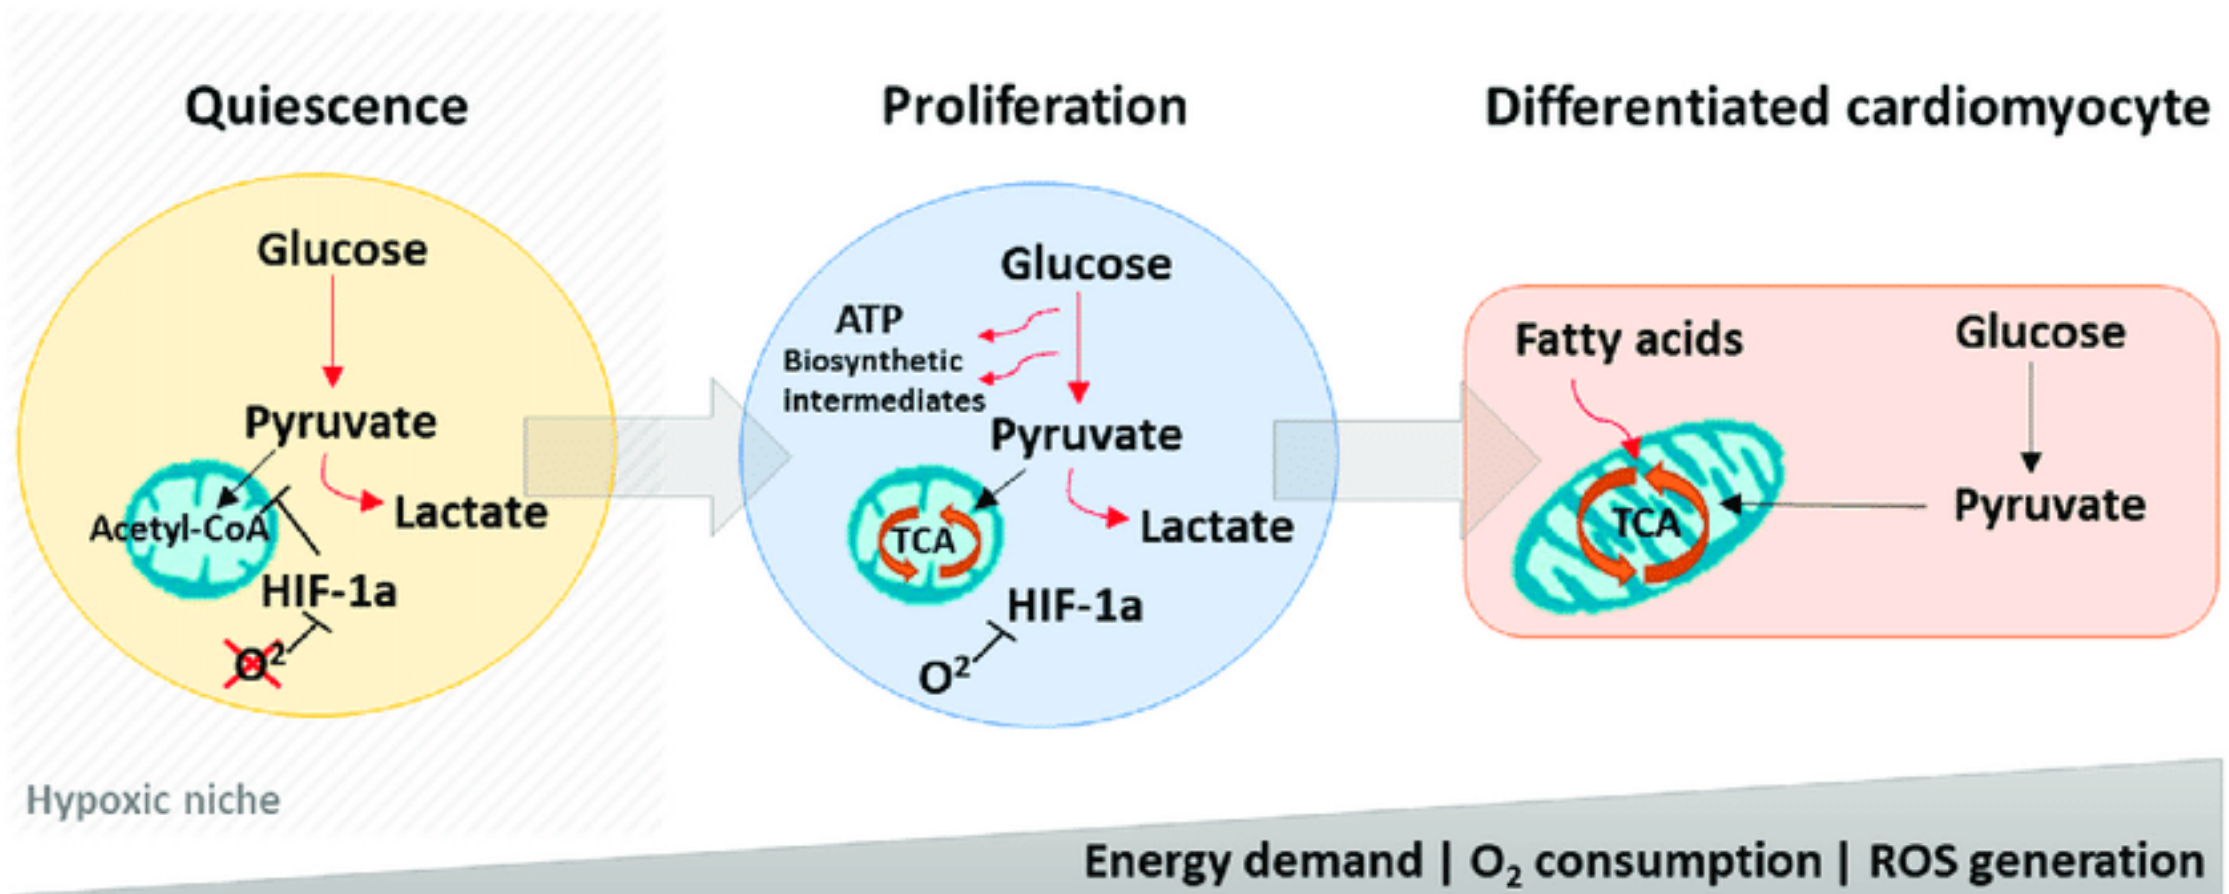 Quiescence
Glucose
Pyruvate
Acetyl-CoA
Lactate
HIF-1a
O²
Hypoxic niche
Proliferation
Glucose
ATP
Biosynthetic
intermediates
Pyruvate
TCA
Lactate
HIF-1a
O²
Differentiated cardiomyocyte
Fatty acids
Glucose
TCA
Pyruvate
Energy demand | O₂ consumption | ROS generation